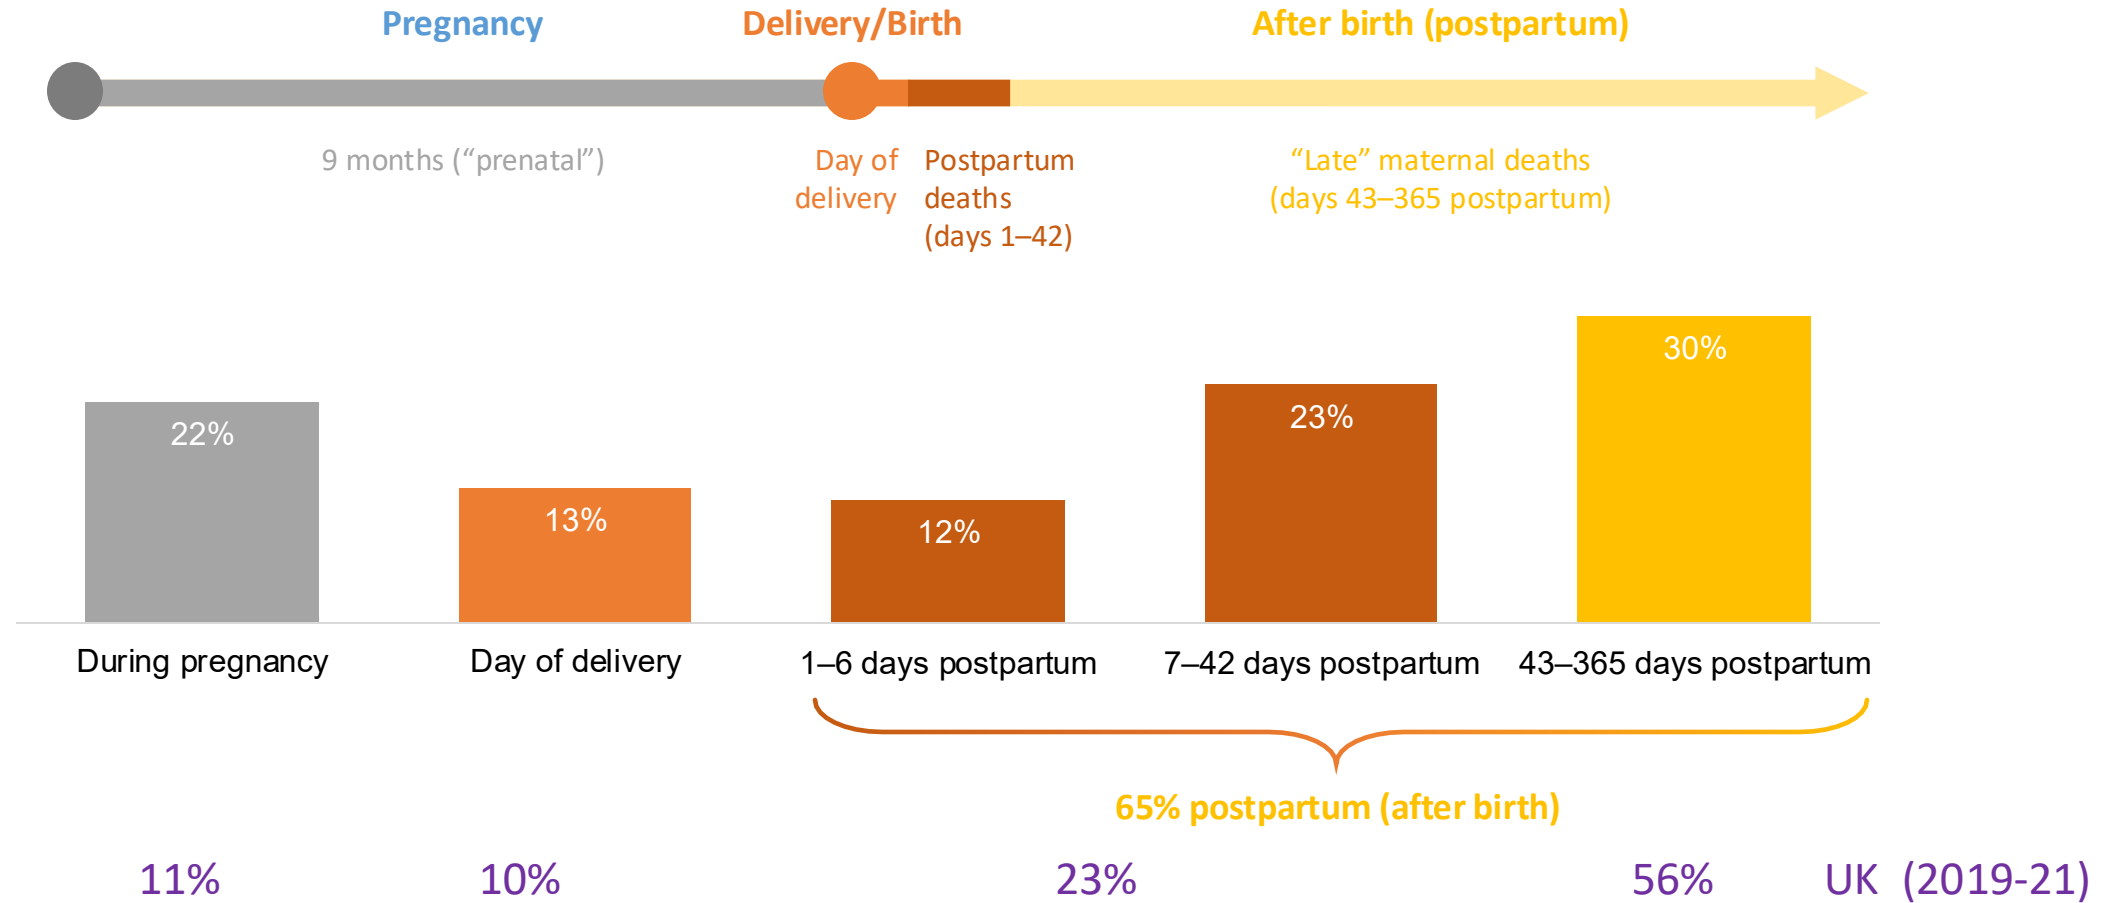 Pregnancy
Delivery/Birth
After birth (postpartum)
9 months (“prenatal”)
Day of
delivery
Postpartum
deaths
(days 1–42)
“Late” maternal deaths
(days 43–365 postpartum)
22%
13%
12%
23%
30%
During pregnancy
Day of delivery
1–6 days postpartum
7–42 days postpartum
43–365 days postpartum
65% postpartum (after birth)
11%
10%
23%
56%
UK (2019-21)